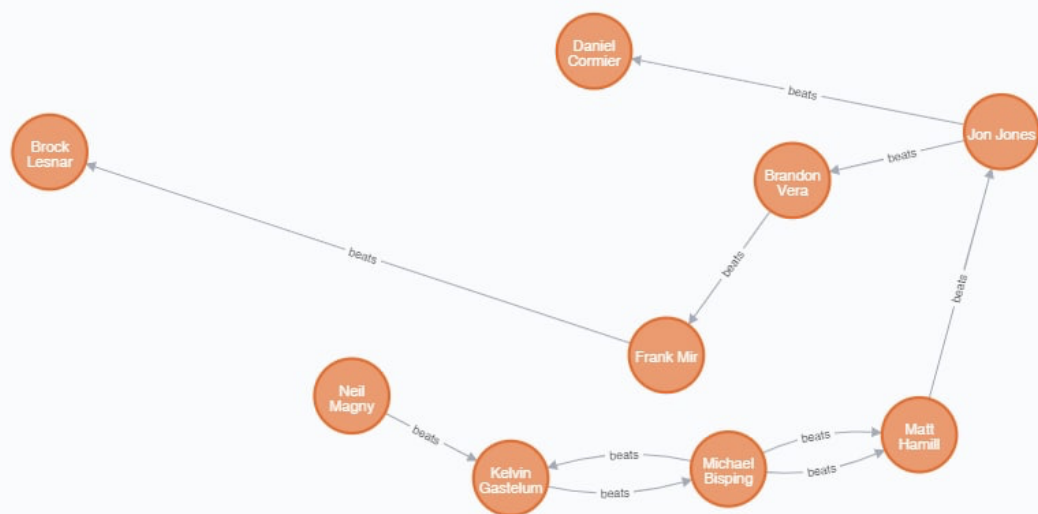 Daniel
Cormier
beats
Jon Jones
Brock
Lesnar
beats
Brandon
Vera
beats
beats
beats
Frank Mir
Neil
Magny
beats
Kelvin
Gastelum
beats
beats
Michael
Bisping
beats
beats
Matt
Hamill